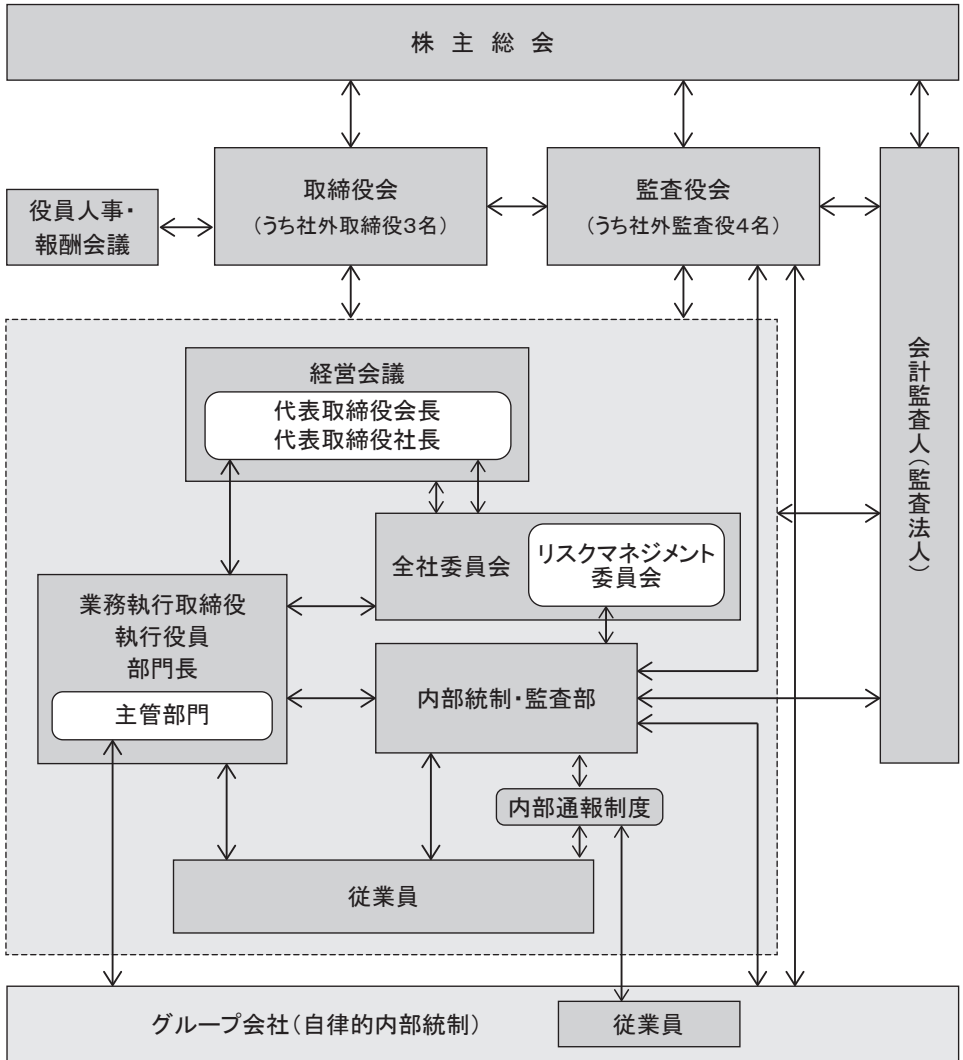 株主総会
取締役会
(うち社外取締役3名)
監査役会
(うち社外監査役4名)
役員人事・
報酬会議
会計監査人(監査法人)
経営会議
代表取締役会長
代表取締役社長
全社委員会
リスクマネジメント
委員会
業務執行取締役
執行役員
部門長
主管部門
内部統制・監査部
内部通報制度
従業員
グループ会社(自律的内部統制)
従業員